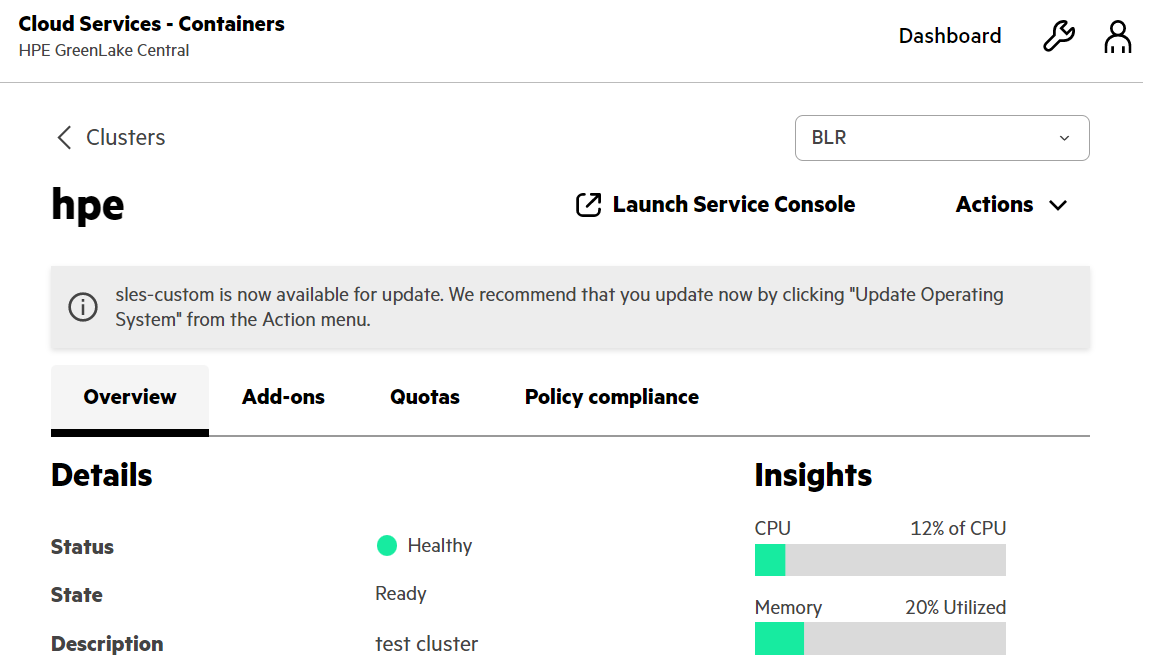 Cloud Services - Containers
HPE GreenLake Central
Dashboard
Clusters
BLR
hpe
Launch Service Console
Actions
sles-custom is now available for update. We recommend that you update now by clicking "Update Operating
System" from the Action menu.
Overview
Add-ons
Quotas
Policy compliance
Details
Status
Healthy
State
Ready
Description
test cluster
Insights
CPU
12% of CPU
Memory
20% Utilized